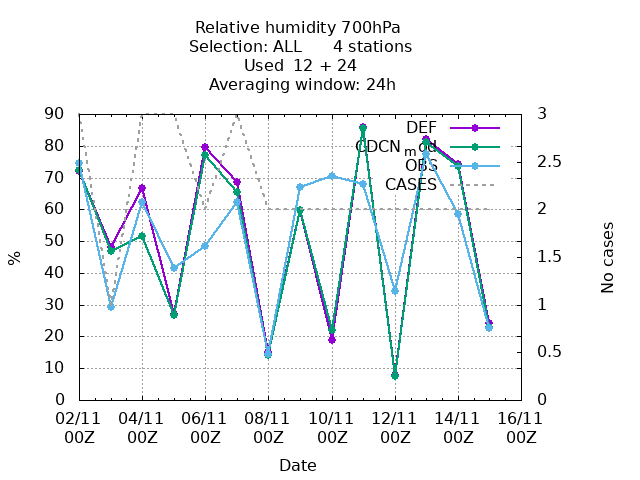 Relative humidity 700hPa
Selection: ALL 4 stations
Used 12 + 24
Averaging window: 24h
90
80
70
60
50
40
30
20
10
0
%
3
2.5
2
1.5
1
0.5
0
No cases
DEF
CDCN_mod
OBS
CASES
02/11 04/11 06/11 08/11 10/11 12/11 14/11 16/11
00Z 00Z 00Z 00Z 00Z 00Z 00Z 00Z
Date